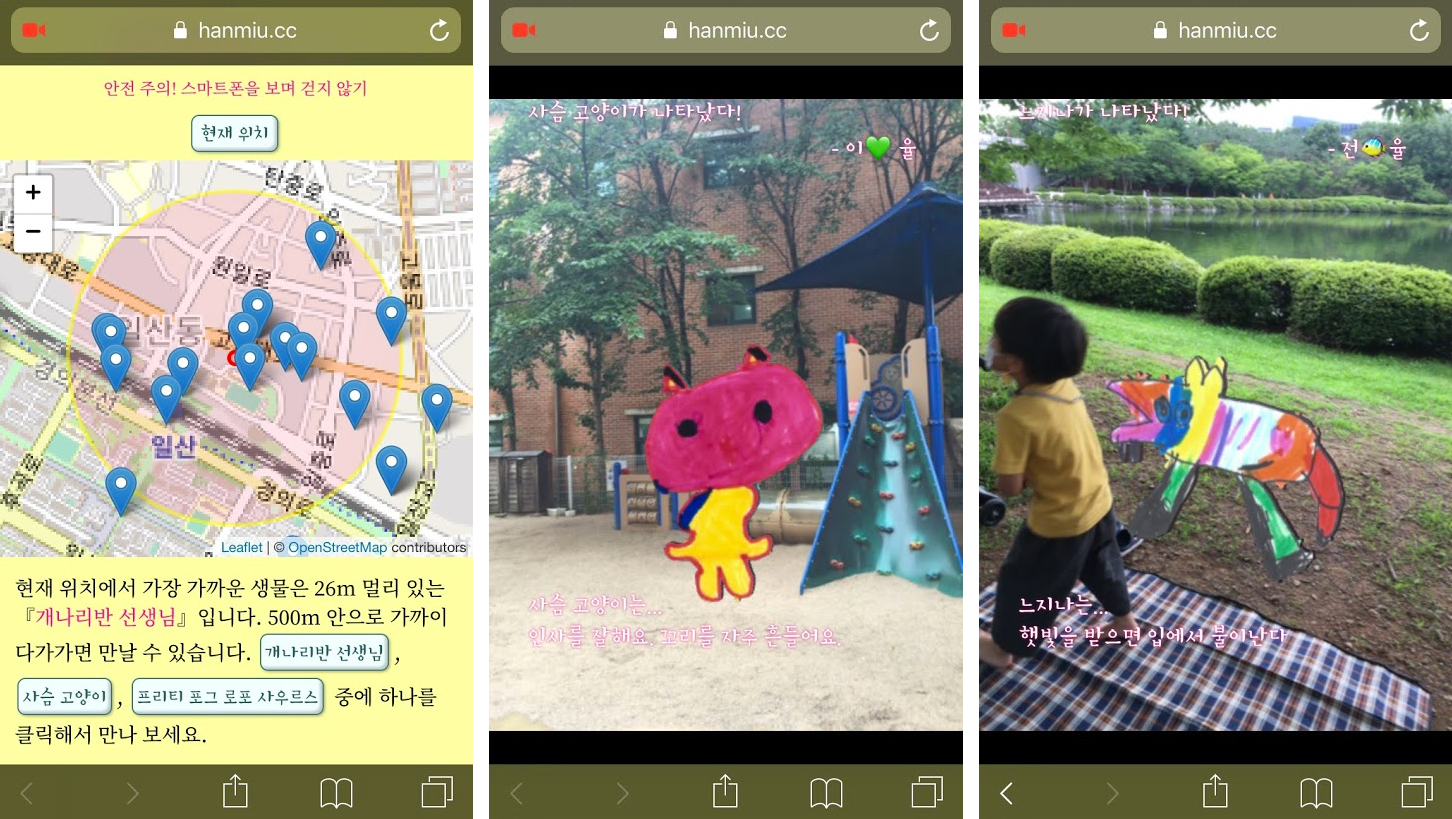 hanmiu.cc
안전 주의! 스마트폰을 보며 걷지 않기
현재 위치
+
−
탄중로
원일로
일산동
일산
Leaflet | © OpenStreetMap contributors
현재 위치에서 가장 가까운 생물은 26m 멀리 있는
『개나리반 선생님』입니다. 500m 안으로 가까이
다가가면 만날 수 있습니다. 개나리반 선생님 ,
사슴 고양이 , 프리티 포그 로포 사우르스 중에 하나를
클릭해서 만나 보세요.
hanmiu.cc
사슴 고양이가 나타났다!
- 이💚 율
사슴 고양이는...
인사를 잘해요. 꼬리를 자주 흔들어요.
hanmiu.cc
느지나가 나타났다!
- 전🐠 율
느지나는...
햇빛을 받으면 입에서 불이난다